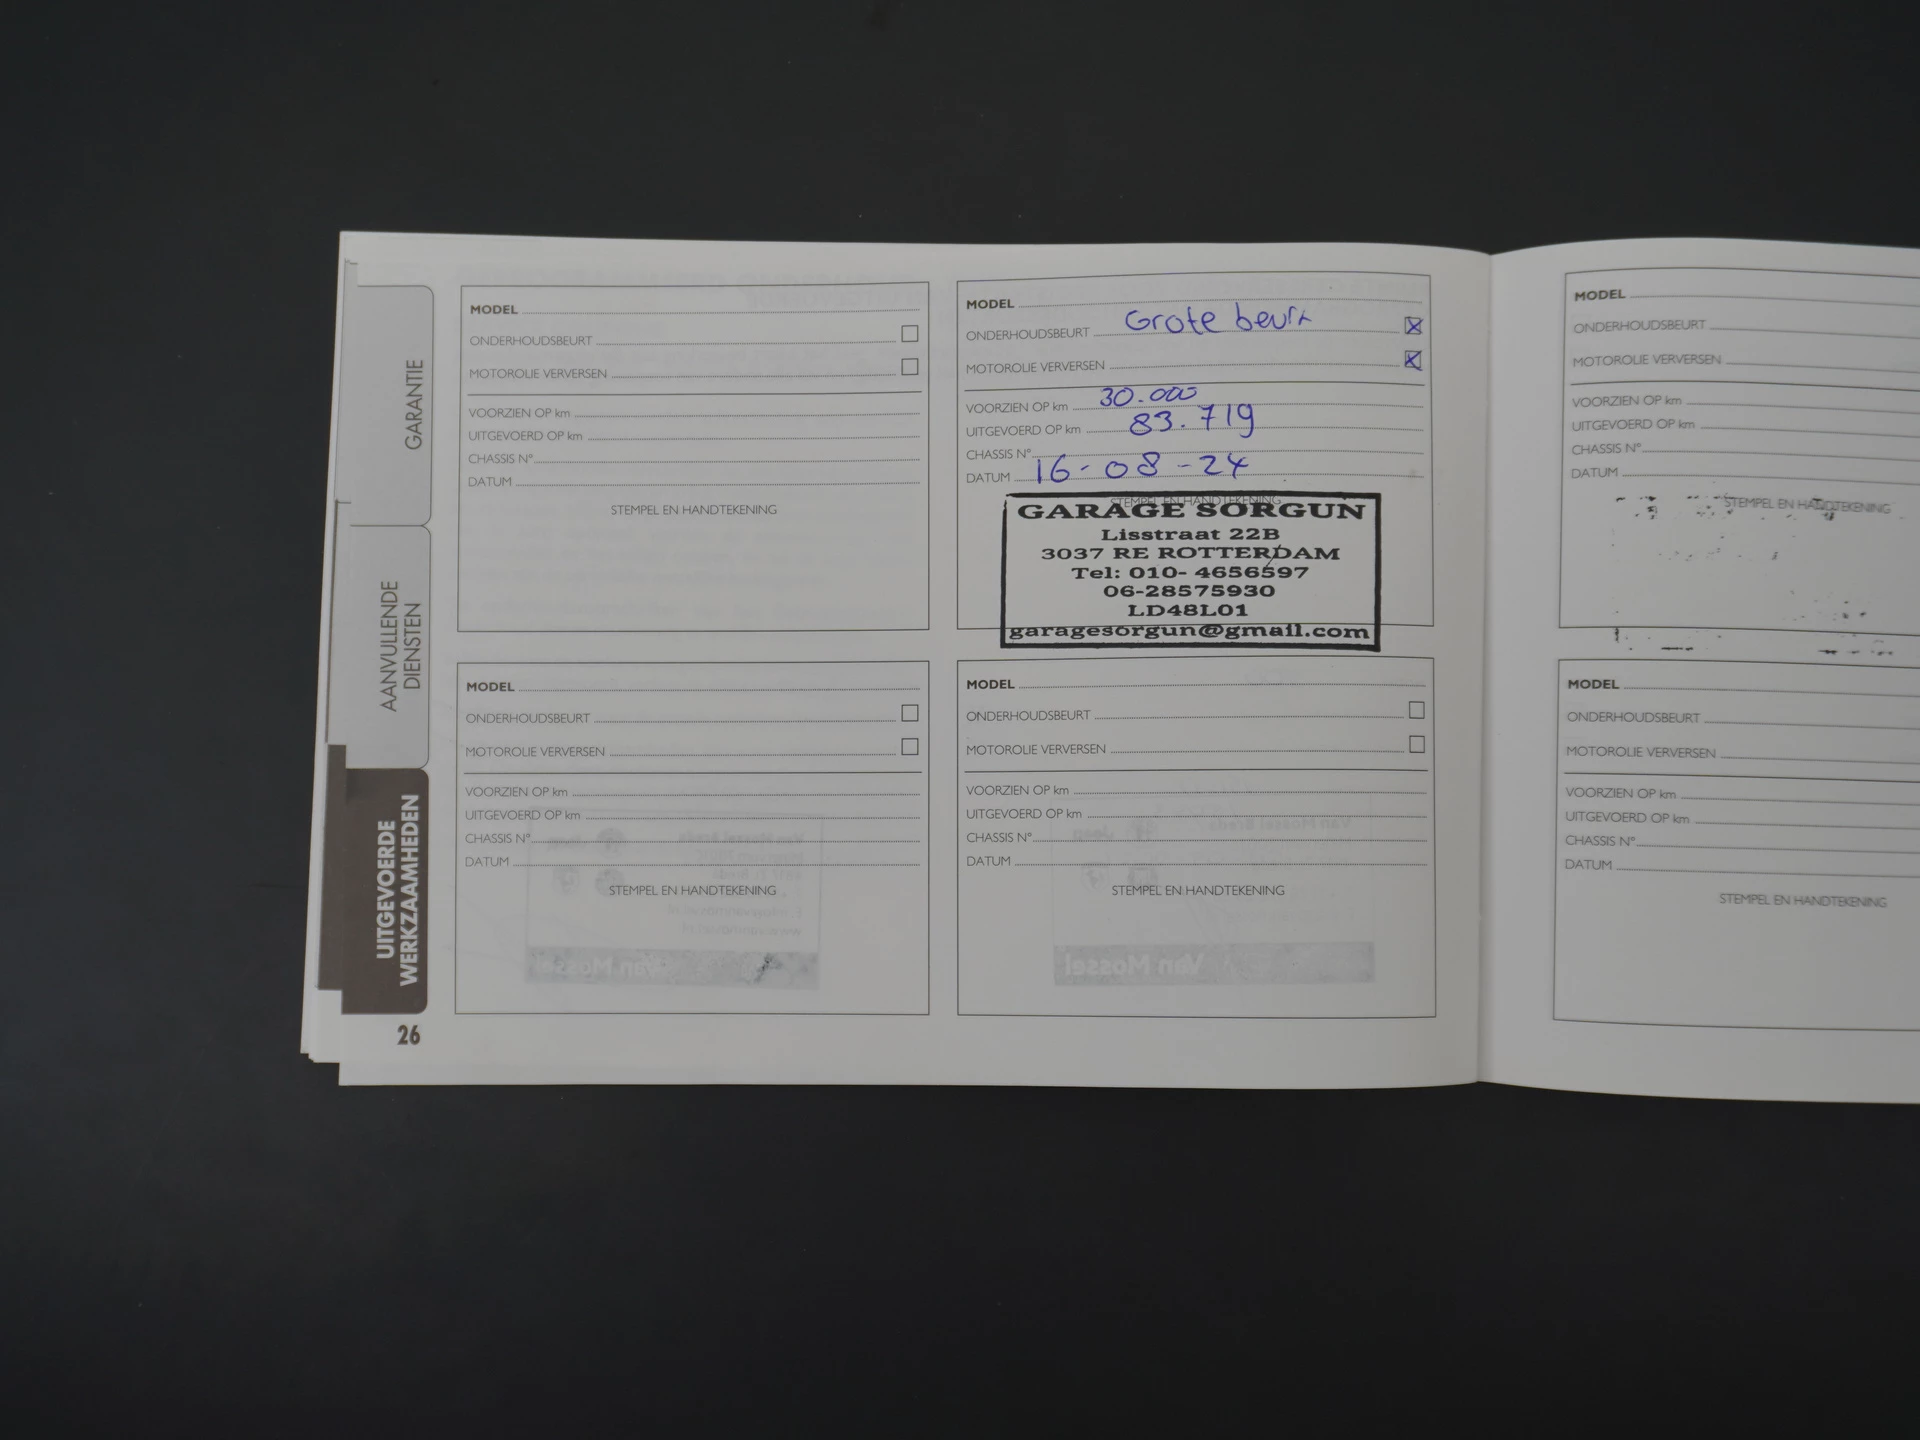 GARANTIE
AANVULLENDE
DIENSTEN
UITGEVOERDE
WERKZAAMHEDEN
26
MODEL
ONDERHOUDSBEURT
MOTOROLIE VERVERSEN
VOORZIEN OP km
UITGEVOERD OP km
CHASSIS N°
DATUM
STEMPEL EN HANDTEKENING
MODEL
ONDERHOUDSBEURT Grote beurt
MOTOROLIE VERVERSEN
VOORZIEN OP km 30.000
UITGEVOERD OP km 83.719
CHASSIS N°
DATUM 16-08-24
STEMPEL EN HANDTEKENING
GARAGE SORGUN
Lisstraat 22B
3037 RE ROTTERDAM
Tel: 010- 4656597
06-28575930
LD48L01
garagesorgun@gmail.com
MODEL
ONDERHOUDSBEURT
MOTOROLIE VERVERSEN
VOORZIEN OP km
UITGEVOERD OP km
CHASSIS N°
DATUM
STEMPEL EN HANDTEKENING
MODEL
ONDERHOUDSBEURT
MOTOROLIE VERVERSEN
VOORZIEN OP km
UITGEVOERD OP km
CHASSIS N°
DATUM
STEMPEL EN HANDTEKENING
MODEL
ONDERHOUDSBEURT
MOTOROLIE VERVERSEN
VOORZIEN OP km
UITGEVOERD OP km
CHASSIS N°
DATUM
STEMPEL EN HANDTEKENING
MODEL
ONDERHOUDSBEURT
MOTOROLIE VERVERSEN
VOORZIEN OP km
UITGEVOERD OP km
CHASSIS N°
DATUM
STEMPEL EN HANDTEKENING